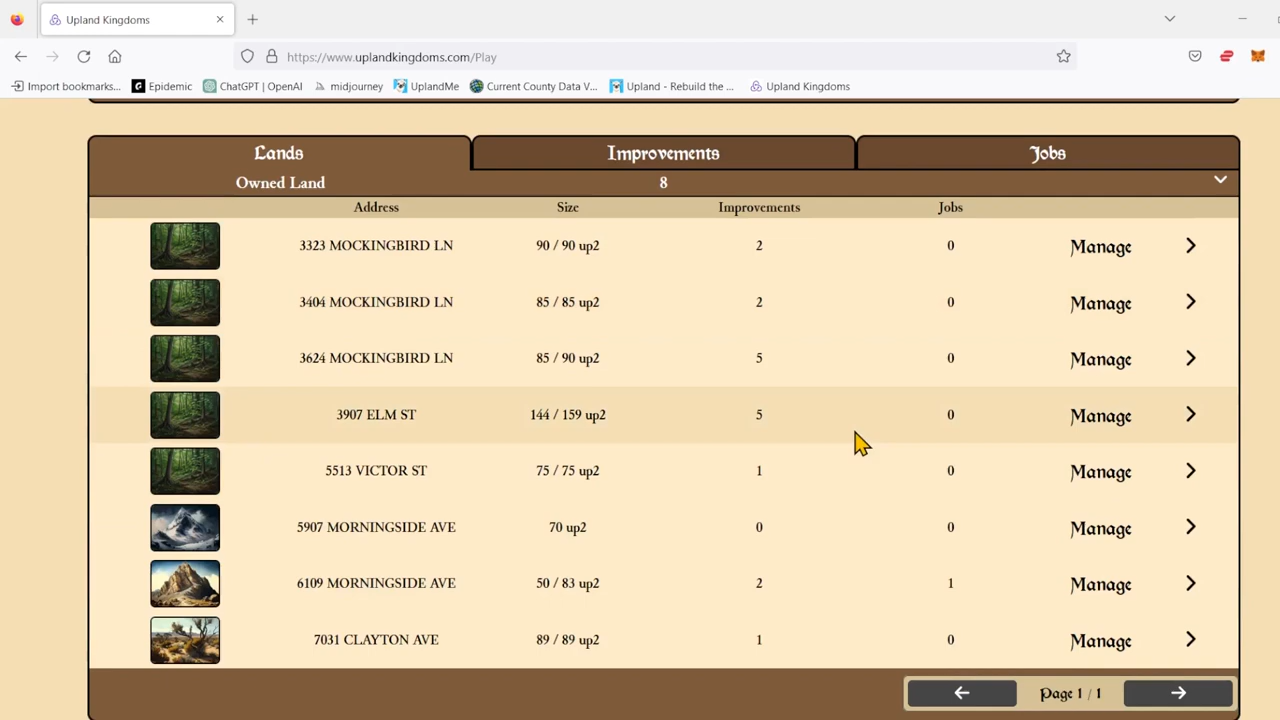 Upland Kingdoms
https://www.uplandkingdoms.com/Play
Import bookmarks... Epidemic ChatGPT | OpenAI midjourney UplandMe Current County Data V... Upland - Rebuild the ... Upland Kingdoms
Lands Improvements Jobs
Owned Land 8
Address Size Improvements Jobs
3323 MOCKINGBIRD LN 90 / 90 up2 2 0 Manage
3404 MOCKINGBIRD LN 85 / 85 up2 2 0 Manage
3624 MOCKINGBIRD LN 85 / 90 up2 5 0 Manage
3907 ELM ST 144 / 159 up2 5 0 Manage
5513 VICTOR ST 75 / 75 up2 1 0 Manage
5907 MORNINGSIDE AVE 70 up2 0 0 Manage
6109 MORNINGSIDE AVE 50 / 83 up2 2 1 Manage
7031 CLAYTON AVE 89 / 89 up2 1 0 Manage
Page 1 / 1